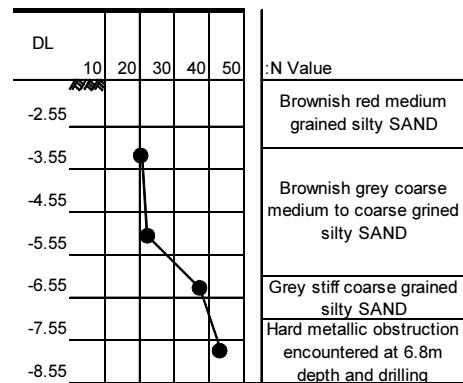 DL
10 20 30 40 50 :N Value
-2.55
Brownish red medium
grained silty SAND
-3.55
-4.55
Brownish grey coarse
medium to coarse grined
silty SAND
-5.55
-6.55
Grey stiff coarse grained
silty SAND
-7.55
Hard metallic obstruction
encountered at 6.8m
depth and drilling
-8.55